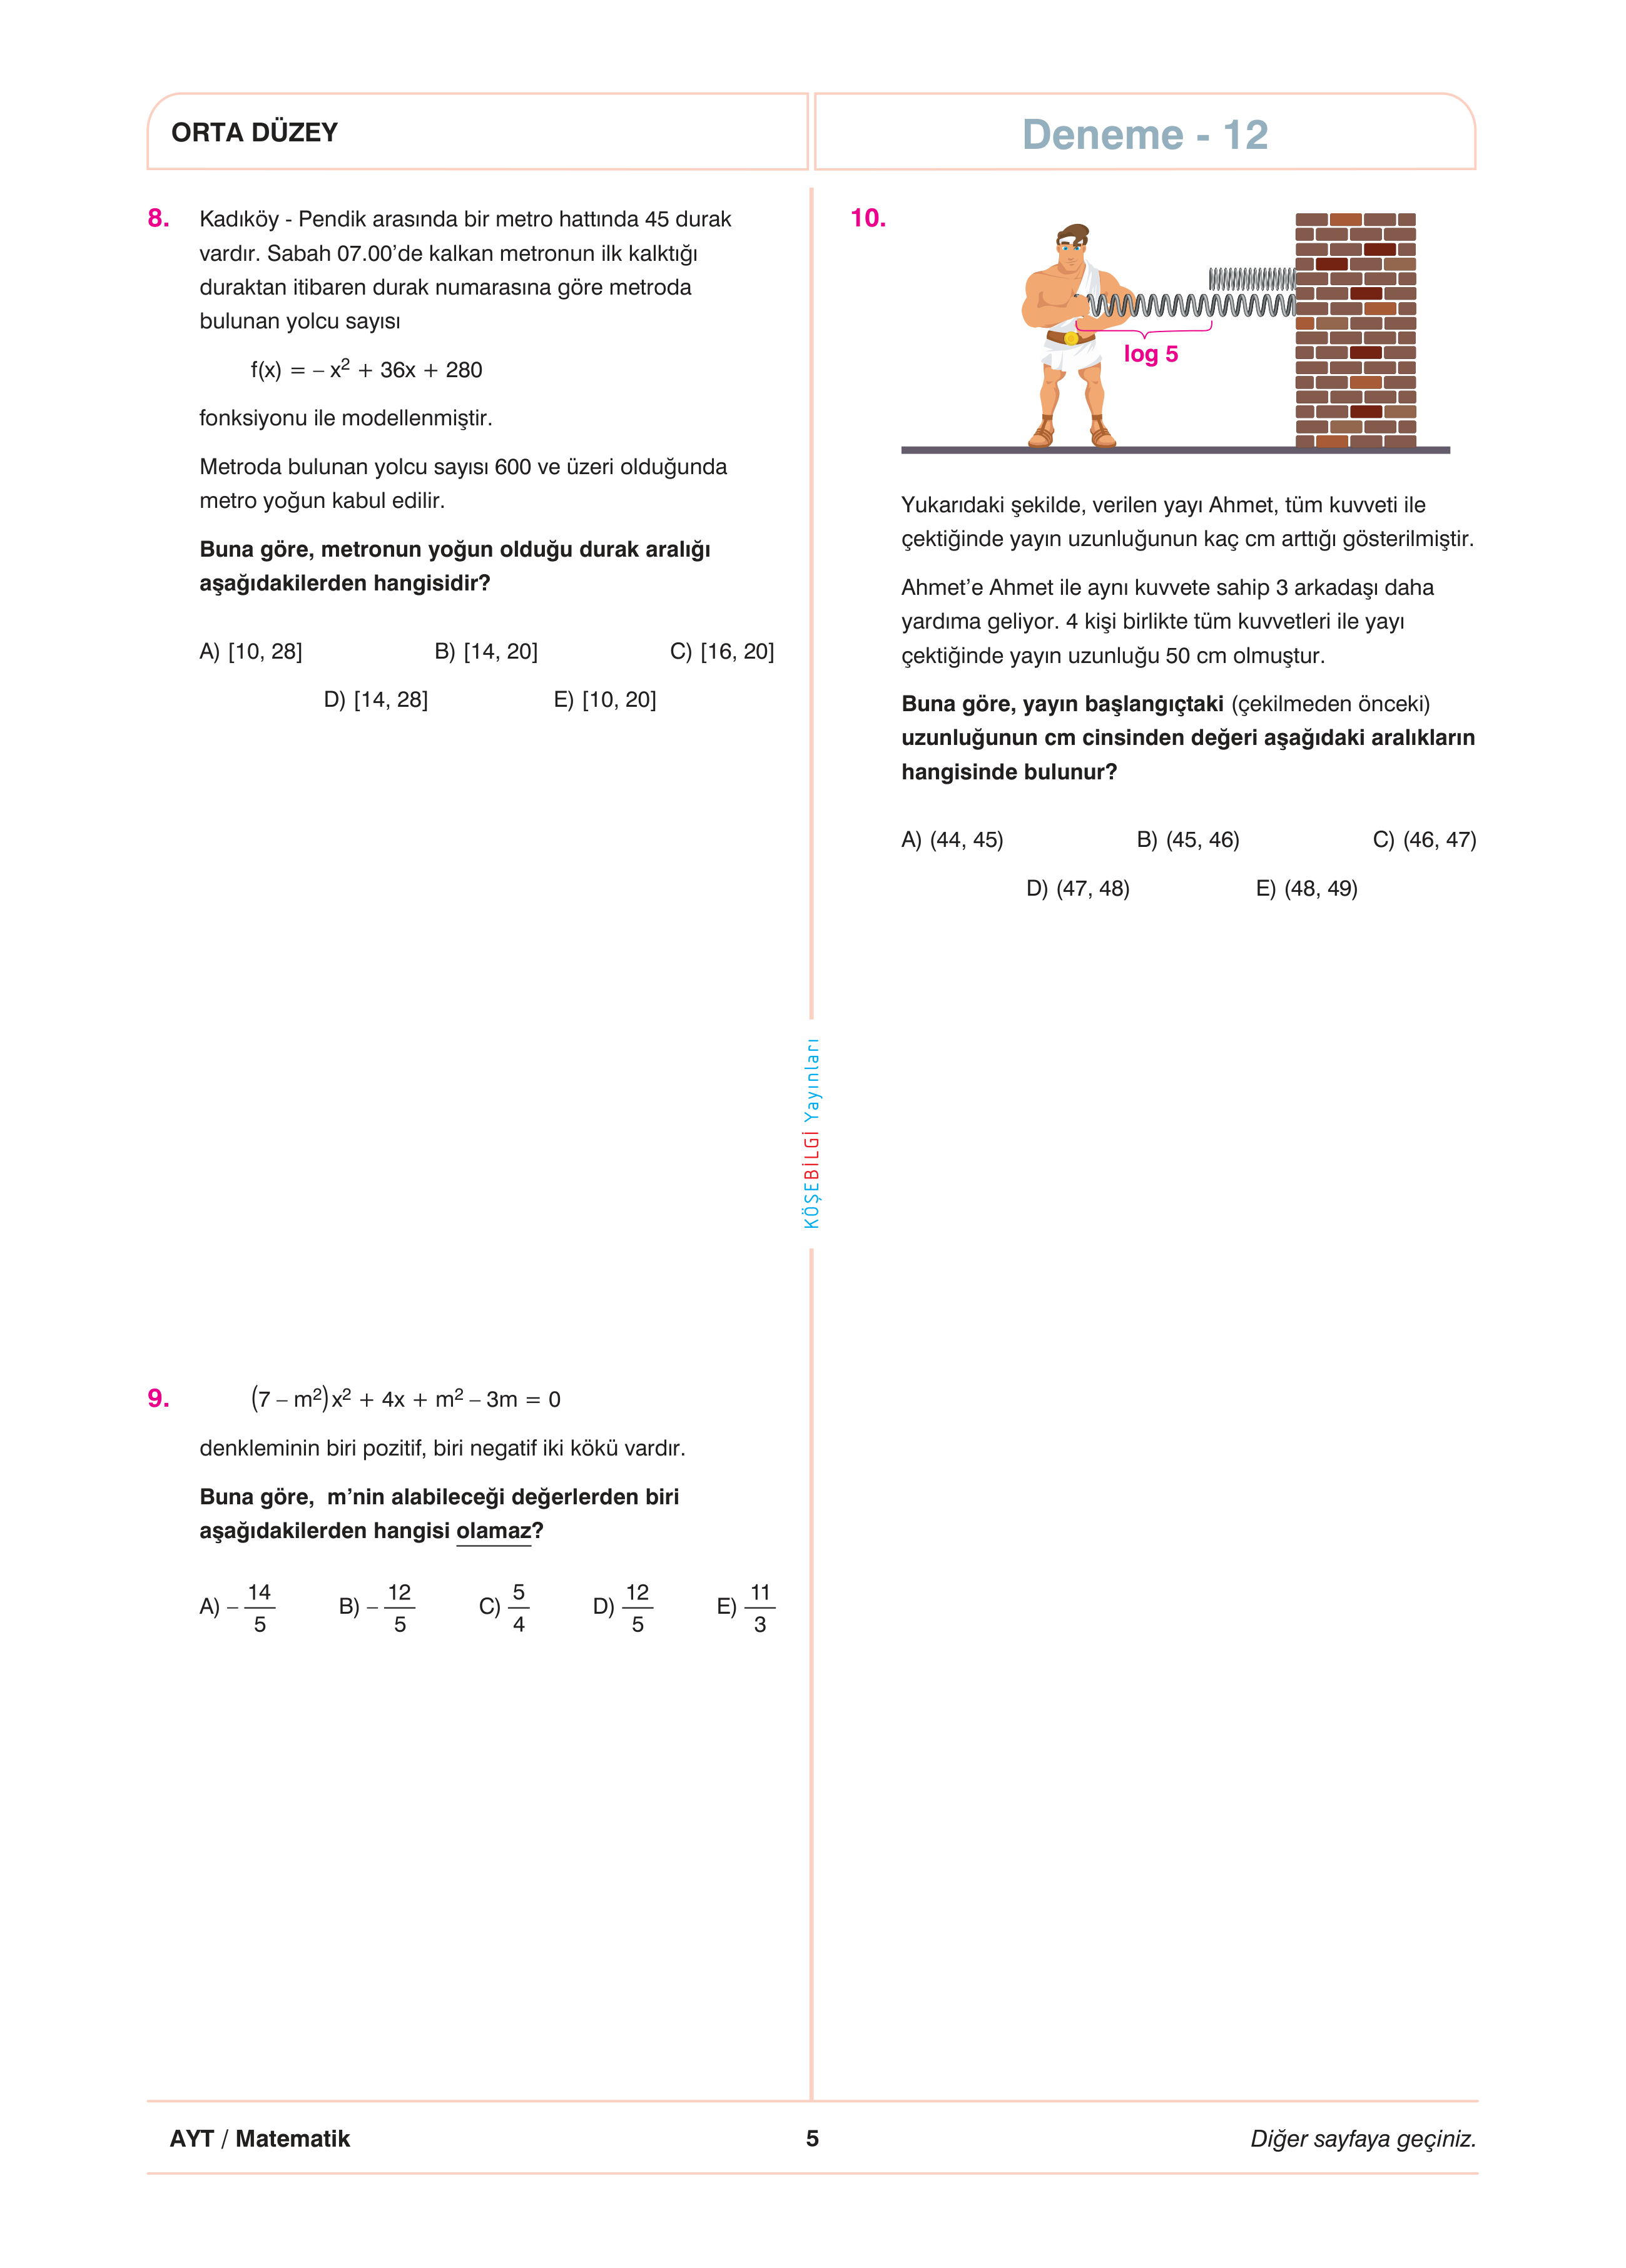 ORTA DÜZEY
Deneme - 12
8. Kadıköy - Pendik arasında bir metro hattında 45 durak
vardır. Sabah 07.00’de kalkan metronun ilk kalktığı
duraktan itibaren durak numarasına göre metroda
bulunan yolcu sayısı
f(x) = – x² + 36x + 280
fonksiyonu ile modellenmiştir.
Metroda bulunan yolcu sayısı 600 ve üzeri olduğunda
metro yoğun kabul edilir.
Buna göre, metronun yoğun olduğu durak aralığı
aşağıdakilerden hangisidir?
A) [10, 28] B) [14, 20] C) [16, 20]
D) [14, 28] E) [10, 20]
9. (7 – m²)x² + 4x + m² – 3m = 0
denkleminin biri pozitif, biri negatif iki kökü vardır.
Buna göre, m’nin alabileceği değerlerden biri
aşağıdakilerden hangisi olamaz?
A) – 14/5 B) – 12/5 C) 5/4 D) 12/5 E) 11/3
KÖŞEBİLGİ Yayınları
10.
log 5
Yukarıdaki şekilde, verilen yayı Ahmet, tüm kuvveti ile
çektiğinde yayın uzunluğunun kaç cm arttığı gösterilmiştir.
Ahmet’e Ahmet ile aynı kuvvete sahip 3 arkadaşı daha
yardıma geliyor. 4 kişi birlikte tüm kuvvetleri ile yayı
çektiğinde yayın uzunluğu 50 cm olmuştur.
Buna göre, yayın başlangıçtaki (çekilmeden önceki)
uzunluğunun cm cinsinden değeri aşağıdaki aralıkların
hangisinde bulunur?
A) (44, 45) B) (45, 46) C) (46, 47)
D) (47, 48) E) (48, 49)
AYT / Matematik
5
Diğer sayfaya geçiniz.